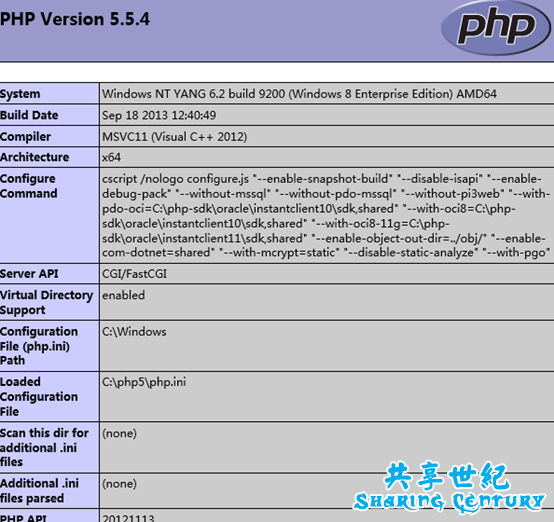 PHP Version 5.5.4
php
System
Windows NT YANG 6.2 build 9200 (Windows 8 Enterprise Edition) AMD64
Build Date
Sep 18 2013 12:40:49
Compiler
MSVC11 (Visual C++ 2012)
Architecture
x64
Configure
Command
cscript /nologo configure.js "--enable-snapshot-build" "--disable-isapi" "--enable-
debug-pack" "--without-mssql" "--without-pdo-mssql" "--without-pi3web" "--with-
pdo-oci=C:\php-sdk\oracle\instantclient10\sdk,shared" "--with-oci8=C:\php-
sdk\oracle\instantclient10\sdk,shared" "--with-oci8-11g=C:\php-
sdk\oracle\instantclient11\sdk,shared" "--enable-object-out-dir=../obj/" "--enable-
com-dotnet=shared" "--with-mcrypt=static" "--disable-static-analyze" "--with-pgo"
Server API
CGI/FastCGI
Virtual Directory
Support
enabled
Configuration
File (php.ini)
Path
C:\Windows
Loaded
Configuration
File
C:\php5\php.ini
Scan this dir for
additional .ini
files
(none)
Additional .ini
files parsed
(none)
PHP API
20121113
共享世纪
Sharing Century